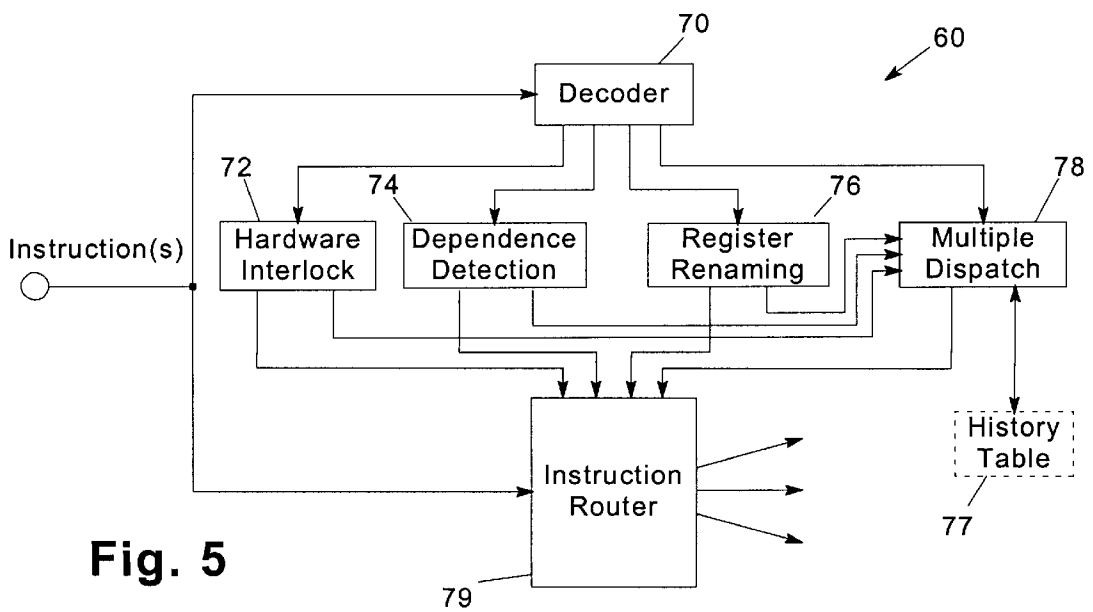 70
60
Decoder
72
74
76
78
Instruction(s)
Hardware
Interlock
Dependence
Detection
Register
Renaming
Multiple
Dispatch
History
Table
77
Instruction
Router
79
Fig. 5